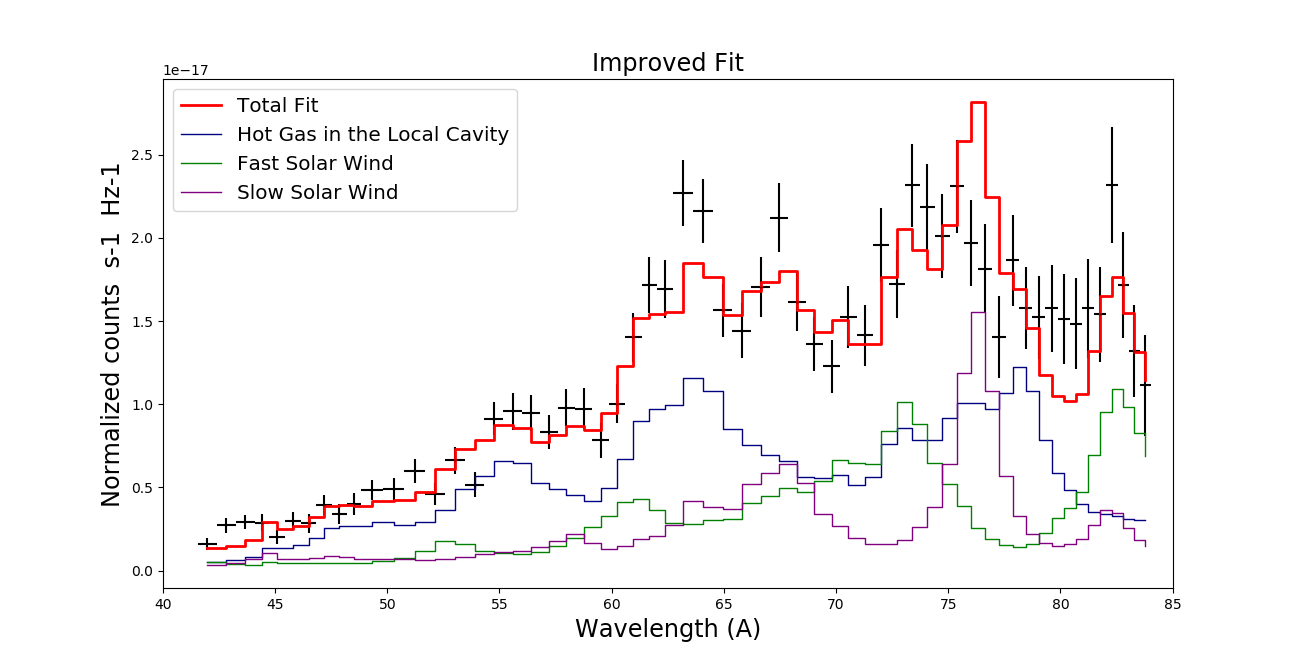 Improved Fit
1e−17
Total Fit
Hot Gas in the Local Cavity
Fast Solar Wind
Slow Solar Wind
Normalized counts  s-1  Hz-1
2.5
2.0
1.5
1.0
0.5
0.0
40 45 50 55 60 65 70 75 80 85
Wavelength (A)